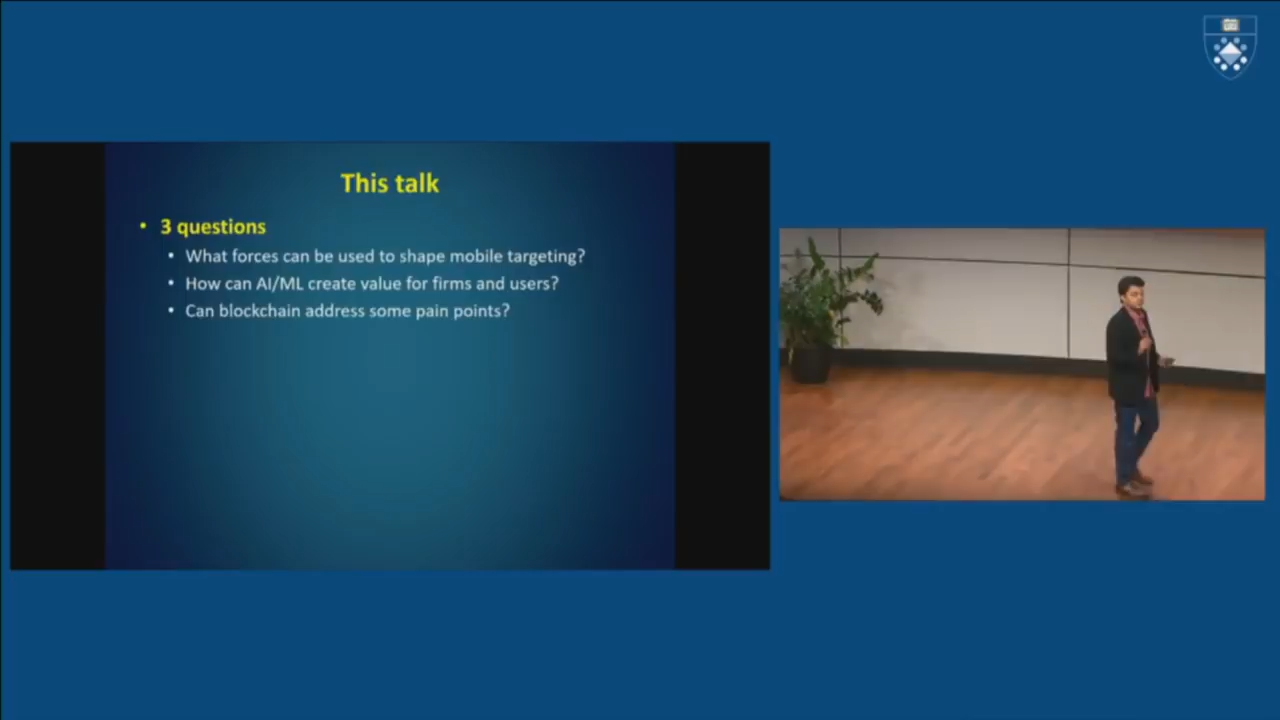 This talk
• 3 questions
• What forces can be used to shape mobile targeting?
• How can AI/ML create value for firms and users?
• Can blockchain address some pain points?